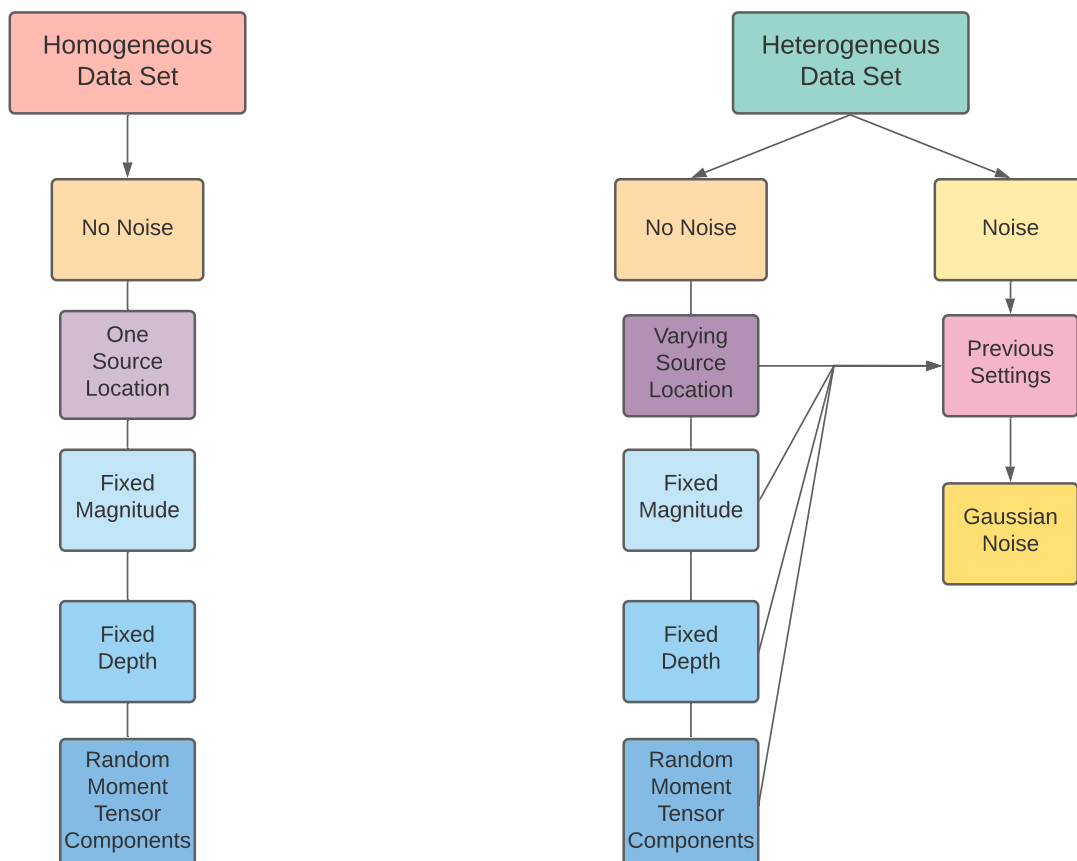 Homogeneous
Data Set
No Noise
One
Source
Location
Fixed
Magnitude
Fixed
Depth
Random
Moment
Tensor
Components
Heterogeneous
Data Set
No Noise
Varying
Source
Location
Fixed
Magnitude
Fixed
Depth
Random
Moment
Tensor
Components
Noise
Previous
Settings
Gaussian
Noise